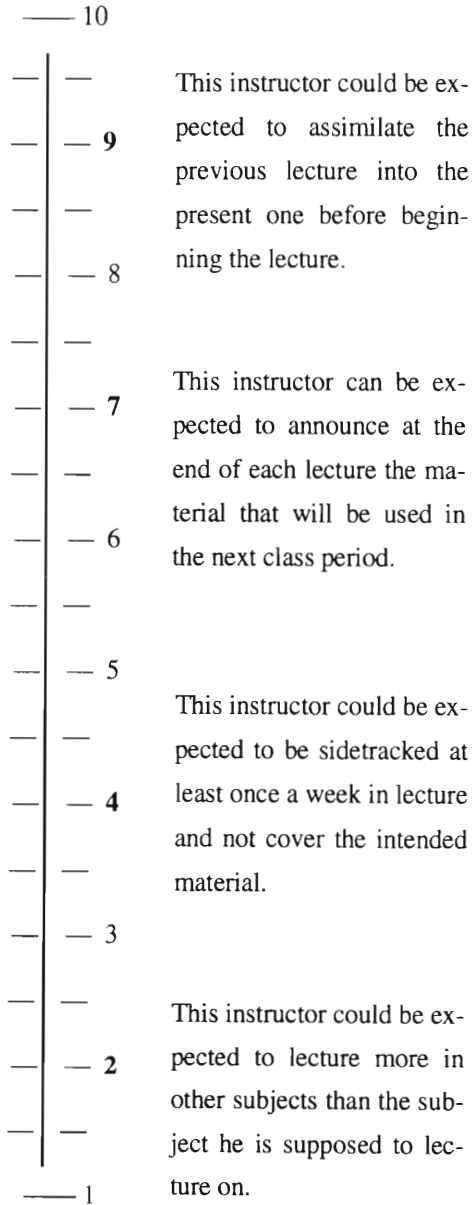 10
This instructor could be ex-
9 pected to assimilate the
previous lecture into the
present one before begin-
ning the lecture.
8
This instructor can be ex-
7 pected to announce at the
end of each lecture the ma-
terial that will be used in
6
the next class period.
5
This instructor could be ex-
pected to be sidetracked at
4 least once a week in lecture
and not cover the intended
material.
3
This instructor could be ex-
2 pected to lecture more in
other subjects than the sub-
ject he is supposed to lec-
1 ture on.